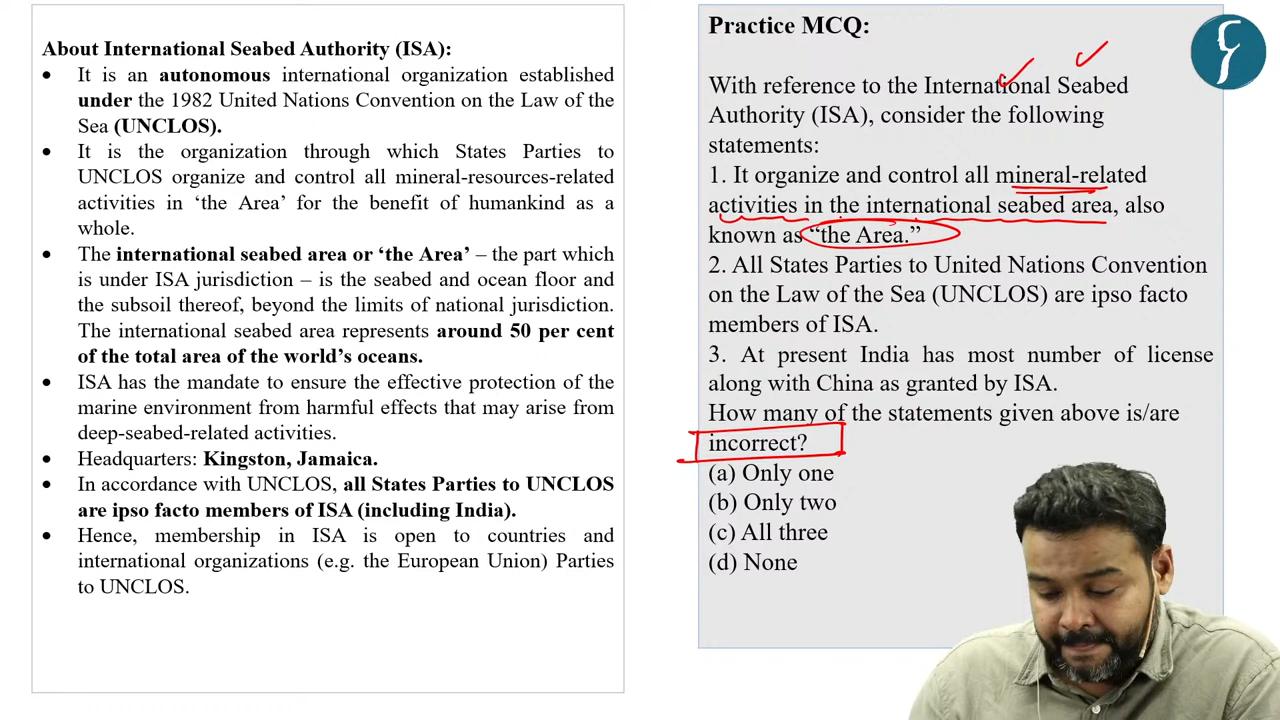 About International Seabed Authority (ISA):
• It is an autonomous international organization established
under the 1982 United Nations Convention on the Law of the
Sea (UNCLOS).
• It is the organization through which States Parties to
UNCLOS organize and control all mineral-resources-related
activities in ‘the Area’ for the benefit of humankind as a
whole.
• The international seabed area or ‘the Area’ – the part which
is under ISA jurisdiction – is the seabed and ocean floor and
the subsoil thereof, beyond the limits of national jurisdiction.
The international seabed area represents around 50 per cent
of the total area of the world’s oceans.
• ISA has the mandate to ensure the effective protection of the
marine environment from harmful effects that may arise from
deep-seabed-related activities.
• Headquarters: Kingston, Jamaica.
• In accordance with UNCLOS, all States Parties to UNCLOS
are ipso facto members of ISA (including India).
• Hence, membership in ISA is open to countries and
international organizations (e.g. the European Union) Parties
to UNCLOS.
Practice MCQ:
With reference to the International Seabed
Authority (ISA), consider the following
statements:
1. It organize and control all mineral-related
activities in the international seabed area, also
known as “the Area.”
2. All States Parties to United Nations Convention
on the Law of the Sea (UNCLOS) are ipso facto
members of ISA.
3. At present India has most number of license
along with China as granted by ISA.
How many of the statements given above is/are
incorrect?
(a) Only one
(b) Only two
(c) All three
(d) None